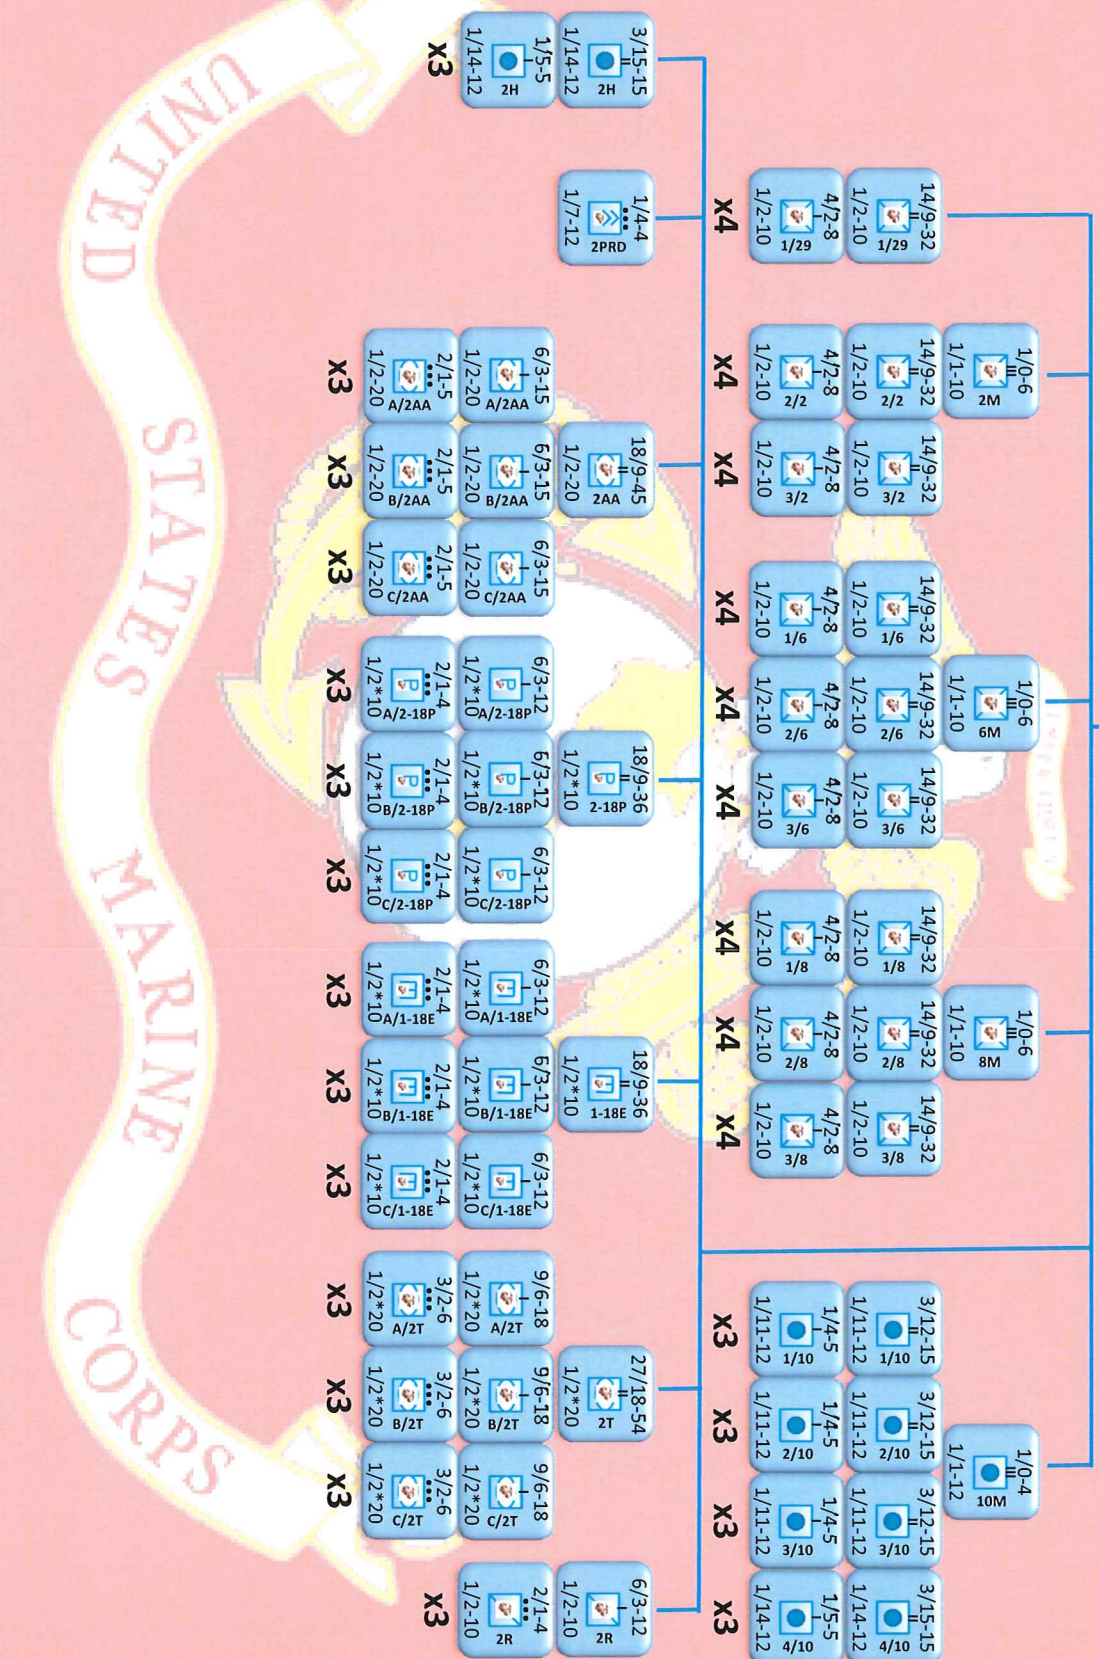 1/0-6
2M
1/1-10
1/0-6
6M
1/1-10
1/0-6
8M
1/1-10
1/0-4
10M
1/1-12
14/9-32
1/29
1/2-10
14/9-32
2/2
1/2-10
14/9-32
3/2
1/2-10
14/9-32
1/6
1/2-10
14/9-32
2/6
1/2-10
14/9-32
3/6
1/2-10
14/9-32
1/8
1/2-10
14/9-32
2/8
1/2-10
14/9-32
3/8
1/2-10
3/12-15
1/10
1/11-12
3/12-15
2/10
1/11-12
3/12-15
3/10
1/11-12
3/15-15
4/10
1/14-12
4/2-8
1/29
1/2-10
4/2-8
2/2
1/2-10
4/2-8
3/2
1/2-10
4/2-8
1/6
1/2-10
4/2-8
2/6
1/2-10
4/2-8
3/6
1/2-10
4/2-8
1/8
1/2-10
4/2-8
2/8
1/2-10
4/2-8
3/8
1/2-10
1/4-5
1/10
1/11-12
1/4-5
2/10
1/11-12
1/4-5
3/10
1/11-12
1/5-5
4/10
1/14-12
x4
x4
x4
x4
x4
x4
x4
x4
x4
x3
x3
x3
x3
3/15-15
2H
1/14-12
1/4-4
2PRD
1/7-12
18/9-45
2AA
1/2-20
18/9-36
2-18P
1/2*10
18/9-36
1-18E
1/2*10
27/18-54
2T
1/2*20
6/3-12
2R
1/2-10
1/5-5
2H
1/14-12
6/3-15
A/2AA
1/2-20
6/3-15
B/2AA
1/2-20
6/3-15
C/2AA
1/2-20
6/3-12
A/2-18P
1/2*10
6/3-12
B/2-18P
1/2*10
6/3-12
C/2-18P
1/2*10
6/3-12
A/1-18E
1/2*10
6/3-12
B/1-18E
1/2*10
6/3-12
C/1-18E
1/2*10
9/6-18
A/2T
1/2*20
9/6-18
B/2T
1/2*20
9/6-18
C/2T
1/2*20
2/1-4
2R
1/2-10
x3
x3
2/1-5
A/2AA
1/2-20
2/1-5
B/2AA
1/2-20
2/1-5
C/2AA
1/2-20
2/1-4
A/2-18P
1/2*10
2/1-4
B/2-18P
1/2*10
2/1-4
C/2-18P
1/2*10
2/1-4
A/1-18E
1/2*10
2/1-4
B/1-18E
1/2*10
2/1-4
C/1-18E
1/2*10
3/2-6
A/2T
1/2*20
3/2-6
B/2T
1/2*20
3/2-6
C/2T
1/2*20
x3
x3
x3
x3
x3
x3
x3
x3
x3
x3
x3
x3
UNITED STATES MARINE CORPS